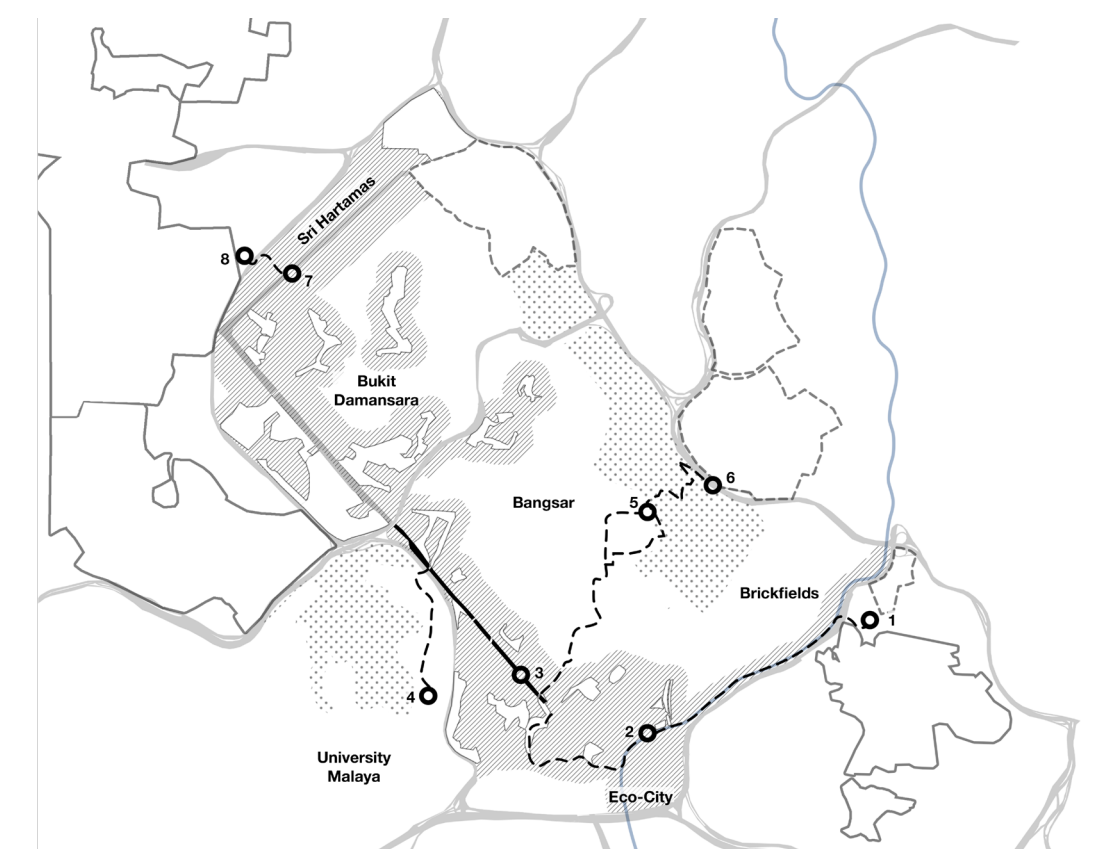 Sri Hartamas
8
7
Bukit
Damansara
6
5
Bangsar
Brickfields
1
3
4
2
University
Malaya
Eco-City